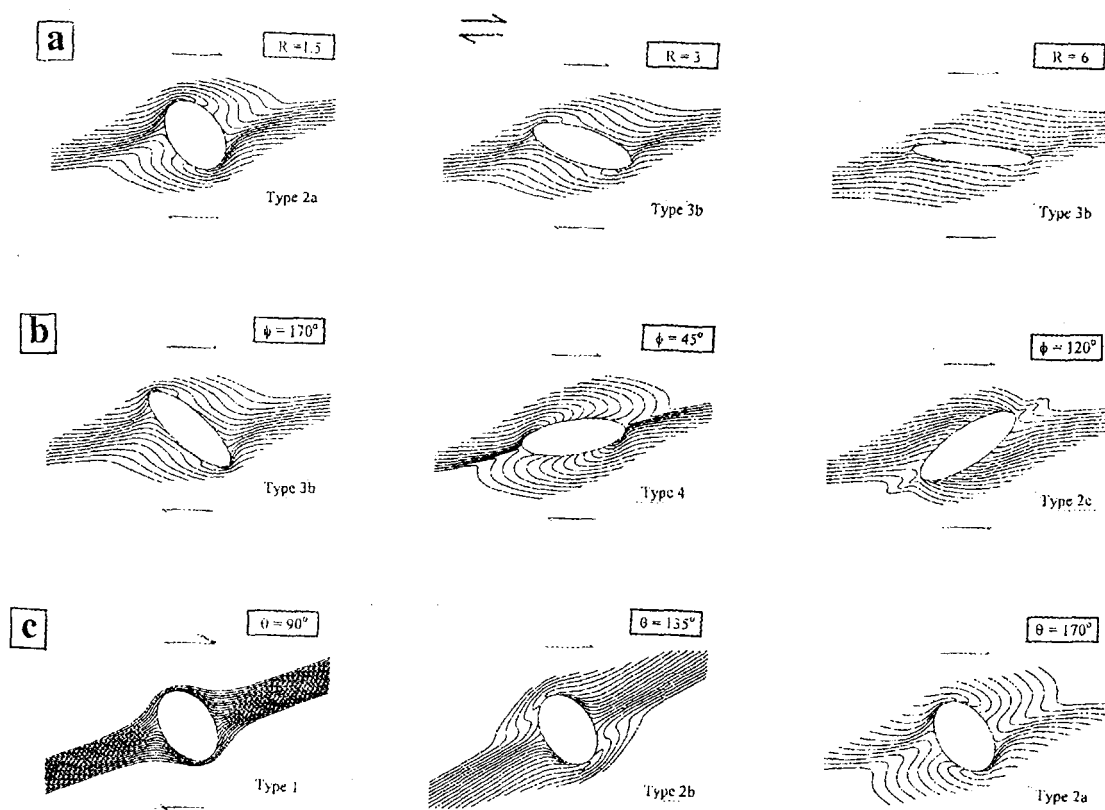 a
R = 1.5
R = 3
R = 6
Type 2a
Type 3b
Type 3b
b
ψ = 170°
ϕ = 45°
ϕ = 120°
Type 3b
Type 4
Type 2c
c
θ = 90°
θ = 135°
θ = 170°
Type 1
Type 2b
Type 2a